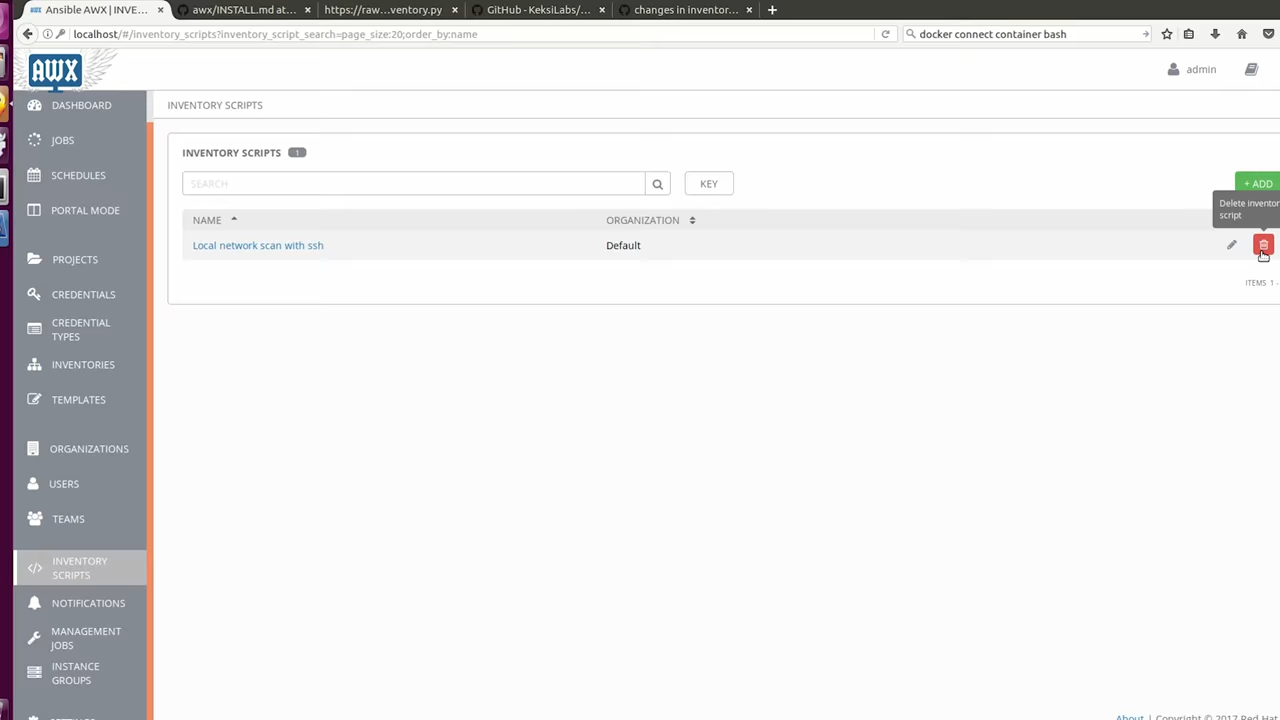 Ansible AWX | INVE...
awx/INSTALL.md at...
https://raw...ventory.py
GitHub - KeksiLabs/...
changes in inventor...
localhost/#/inventory_scripts?inventory_script_search=page_size:20;order_by:name
docker connect container bash
AWX
admin
DASHBOARD
JOBS
SCHEDULES
PORTAL MODE
PROJECTS
CREDENTIALS
CREDENTIAL
TYPES
INVENTORIES
TEMPLATES
ORGANIZATIONS
USERS
TEAMS
INVENTORY
SCRIPTS
NOTIFICATIONS
MANAGEMENT
JOBS
INSTANCE
GROUPS
INVENTORY SCRIPTS
INVENTORY SCRIPTS 1
SEARCH
KEY
+ ADD
Delete inventor
script
NAME
ORGANIZATION
Local network scan with ssh
Default
ITEMS 1 -
About | Copyright © 2017 Red Hat